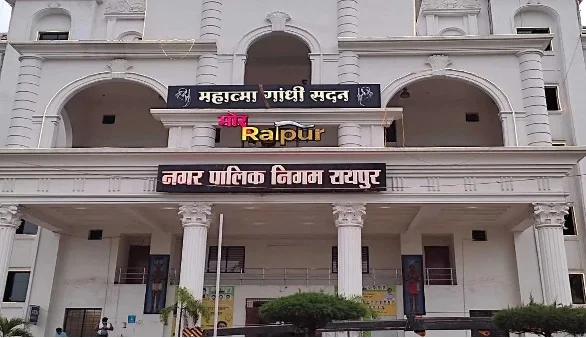 महात्मा गांधी सदन
मोर
Raipur
नगर पालिक निगम रायपुर